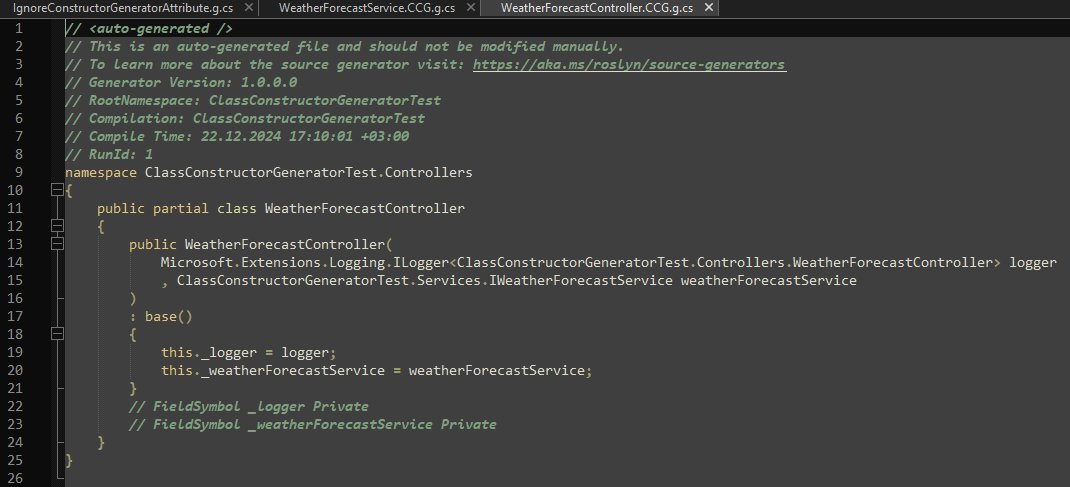 IgnoreConstructorGeneratorAttribute.g.cs WeatherForecastService.CCG.g.cs WeatherForecastController.CCG.g.cs
1 // <auto-generated />
2 // This is an auto-generated file and should not be modified manually.
3 // To learn more about the source generator visit: https://aka.ms/roslyn/source-generators
4 // Generator Version: 1.0.0.0
5 // RootNamespace: ClassConstructorGeneratorTest
6 // Compilation: ClassConstructorGeneratorTest
7 // Compile Time: 22.12.2024 17:10:01 +03:00
8 // RunId: 1
9 namespace ClassConstructorGeneratorTest.Controllers
10 {
11     public partial class WeatherForecastController
12     {
13         public WeatherForecastController(
14             Microsoft.Extensions.Logging.ILogger<ClassConstructorGeneratorTest.Controllers.WeatherForecastController> logger
15             , ClassConstructorGeneratorTest.Services.IWeatherForecastService weatherForecastService
16         )
17         : base()
18         {
19             this._logger = logger;
20             this._weatherForecastService = weatherForecastService;
21         }
22         // FieldSymbol _logger Private
23         // FieldSymbol _weatherForecastService Private
24     }
25 }
26